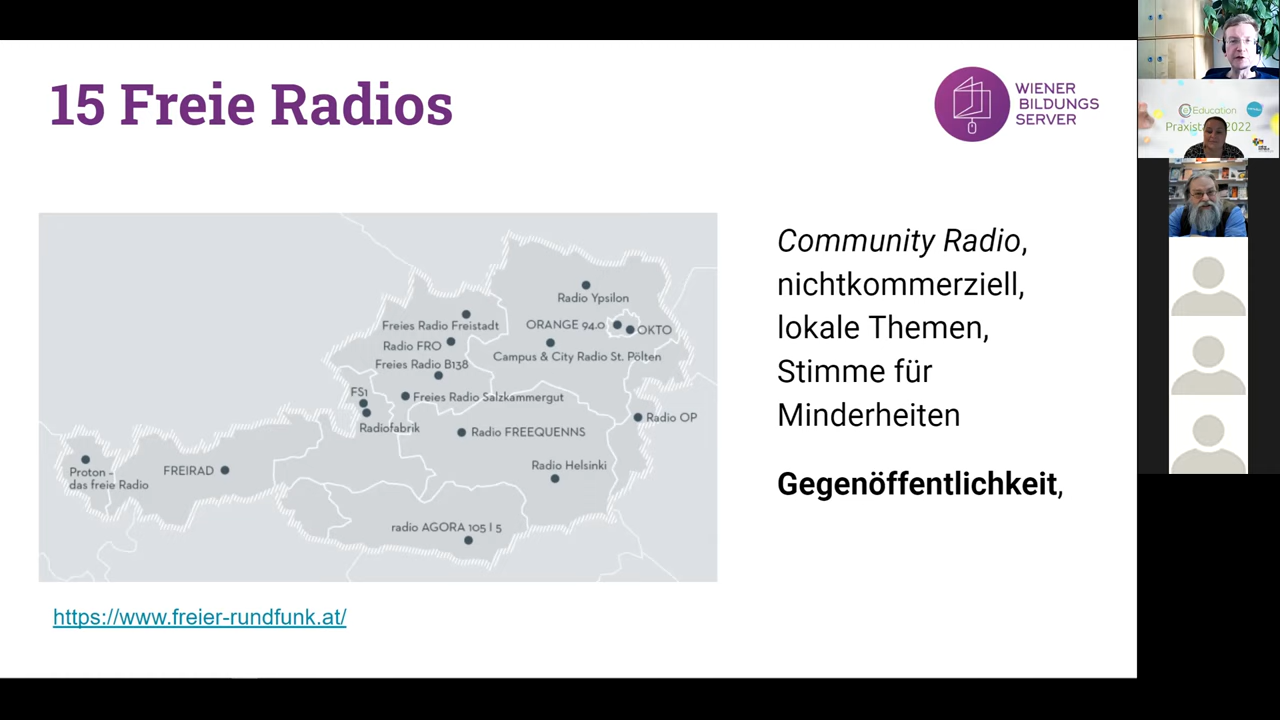 15 Freie Radios
WIENER
BILDUNGS
SERVER
Radio Ypsilon
Freies Radio Freistadt
ORANGE 94.0
OKTO
Radio FRO
Campus & City Radio St. Pölten
Freies Radio B138
FS1
Freies Radio Salzkammergut
Radiofabrik
Radio OP
Radio FREEQUENNS
Radio Helsinki
Proton –
das freie Radio
FREIRAD
radio AGORA 105 | 5
Community Radio,
nichtkommerziell,
lokale Themen,
Stimme für
Minderheiten
Gegenöffentlichkeit,
https://www.freier-rundfunk.at/
Education
2022